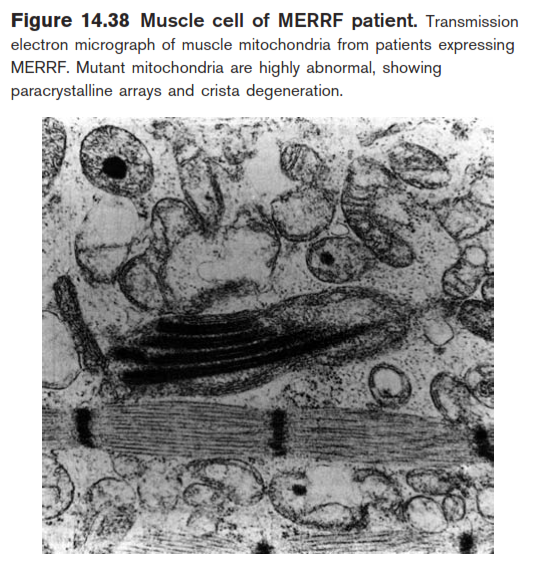 Figure 14.38 Muscle cell of MERRF patient. Transmission
electron micrograph of muscle mitochondria from patients expressing
MERRF. Mutant mitochondria are highly abnormal, showing
paracrystalline arrays and crista degeneration.